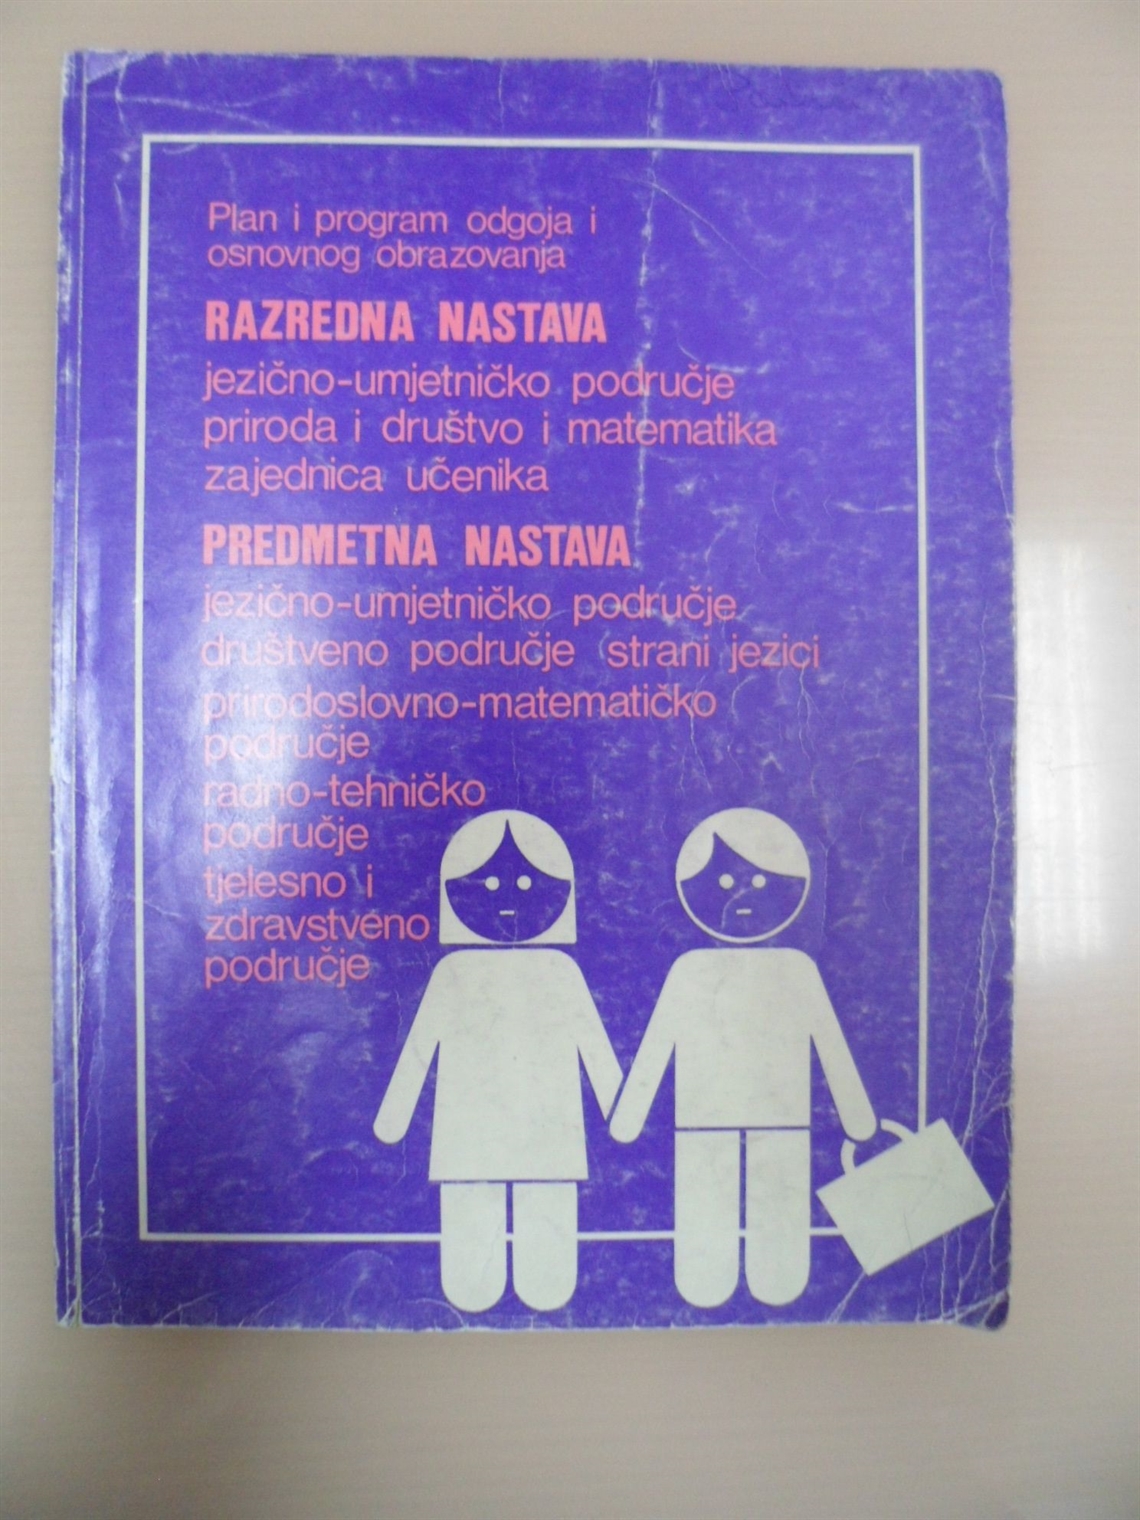 Plan i program odgoja i
osnovnog obrazovanja
RAZREDNA NASTAVA
jezično-umjetničko područje
priroda i društvo i matematika
zajednica učenika
PREDMETNA NASTAVA
jezično-umjetničko područje
društveno područje strani jezici
prirodoslovno-matematičko
područje
radno-tehničko
područje
tjelesno i
zdravstveno
područje